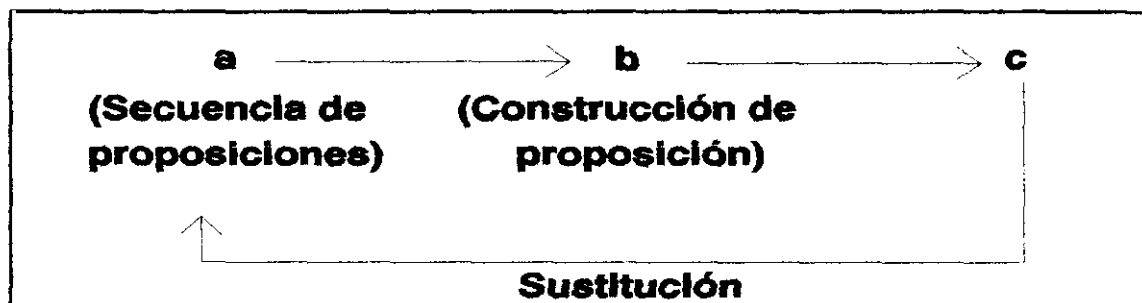 a b c
(Secuencia de (Construcción de
proposiciones) proposición)
Sustitución